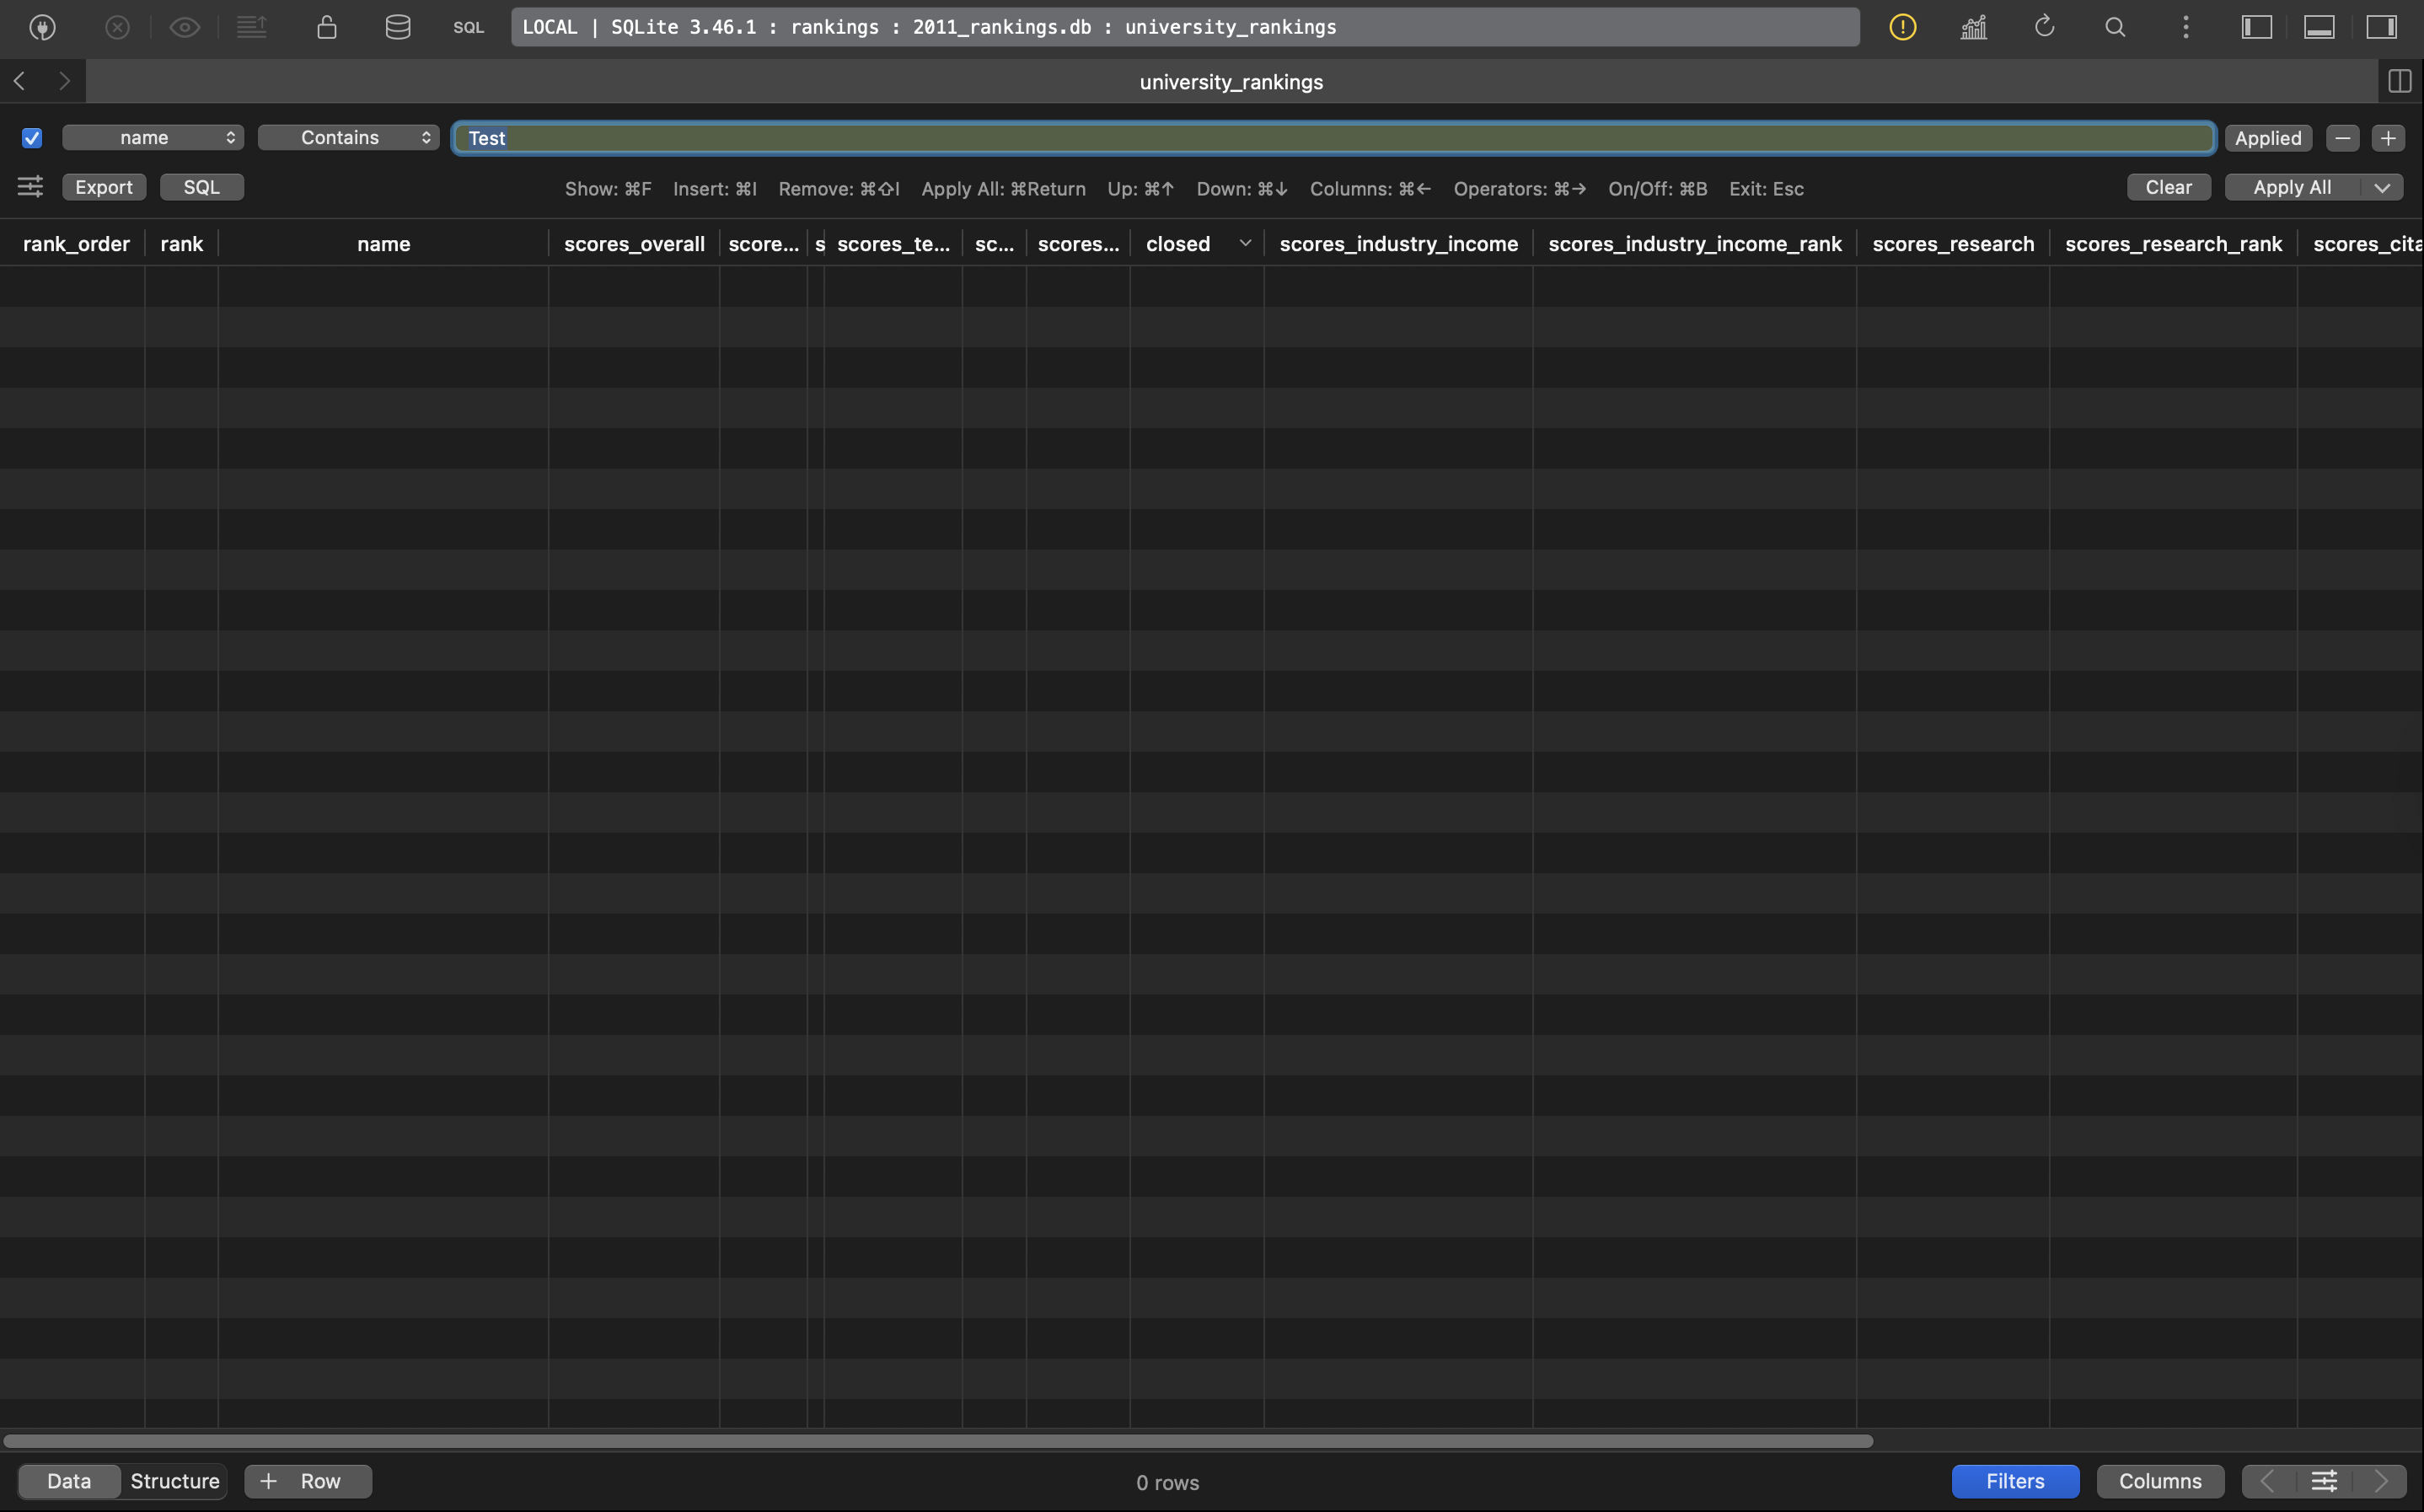 SQL LOCAL | SQLite 3.46.1 : rankings : 2011_rankings.db : university_rankings
university_rankings
name Contains Test Applied
Export SQL Show: ⌘F Insert: ⌘I Remove: ⌘⇧I Apply All: ⌘Return Up: ⌘↑ Down: ⌘↓ Columns: ⌘← Operators: ⌘→ On/Off: ⌘B Exit: Esc Clear Apply All
rank_order rank name scores_overall score... s scores_te... sc... scores... closed scores_industry_income scores_industry_income_rank scores_research scores_research_rank scores_cita
Data Structure + Row 0 rows Filters Columns